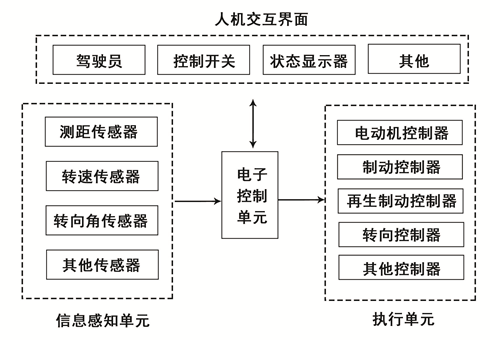 人机交互界面
驾驶员
控制开关
状态显示器
其他
测距传感器
转速传感器
转向角传感器
其他传感器
信息感知单元
电子
控制
单元
电动机控制器
制动控制器
再生制动控制器
转向控制器
其他控制器
执行单元